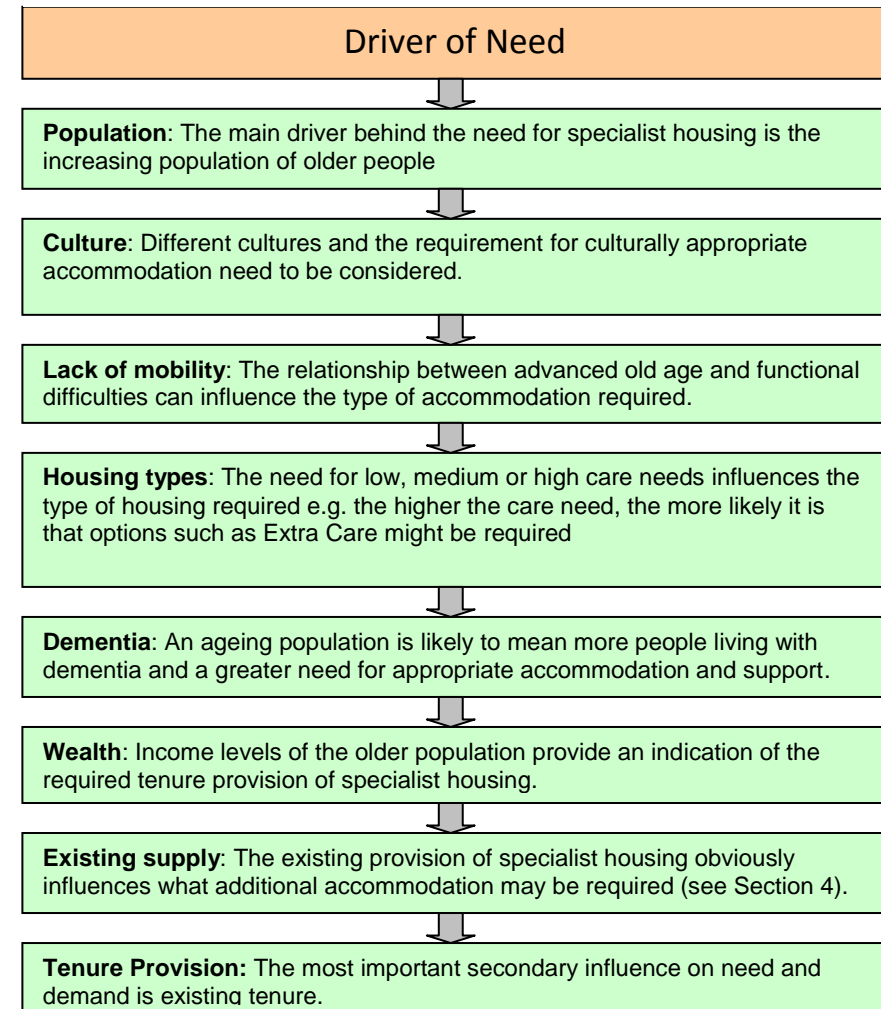 Driver of Need
Population: The main driver behind the need for specialist housing is the
increasing population of older people
Culture: Different cultures and the requirement for culturally appropriate
accommodation need to be considered.
Lack of mobility: The relationship between advanced old age and functional
difficulties can influence the type of accommodation required.
Housing types: The need for low, medium or high care needs influences the
type of housing required e.g. the higher the care need, the more likely it is
that options such as Extra Care might be required
Dementia: An ageing population is likely to mean more people living with
dementia and a greater need for appropriate accommodation and support.
Wealth: Income levels of the older population provide an indication of the
required tenure provision of specialist housing.
Existing supply: The existing provision of specialist housing obviously
influences what additional accommodation may be required (see Section 4).
Tenure Provision: The most important secondary influence on need and
demand is existing tenure.